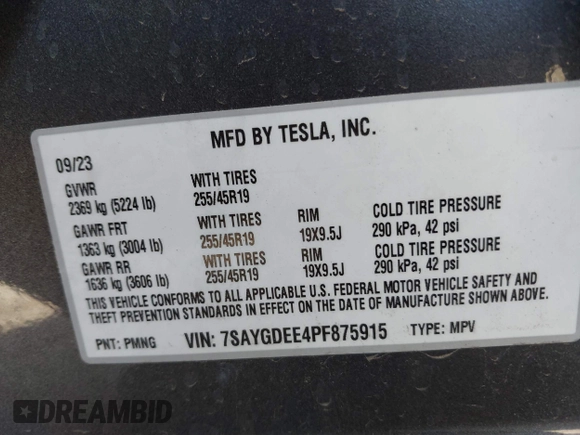 MFD BY TESLA, INC.
09/23
GVWR WITH TIRES
2369 kg (5224 lb) 255/45R19
GAWR FRT WITH TIRES RIM COLD TIRE PRESSURE
1363 kg (3004 lb) 255/45R19 19X9.5J 290 kPa, 42 psi
GAWR RR WITH TIRES RIM COLD TIRE PRESSURE
1636 kg (3606 lb) 255/45R19 19X9.5J 290 kPa, 42 psi
THIS VEHICLE CONFORMS TO ALL APPLICABLE U.S. FEDERAL MOTOR VEHICLE SAFETY AND
THEFT PREVENTION STANDARDS IN EFFECT ON THE DATE OF MANUFACTURE SHOWN ABOVE.
PNT: PMNG VIN: 7SAYGDEE4PF875915 TYPE: MPV
DREAMBID